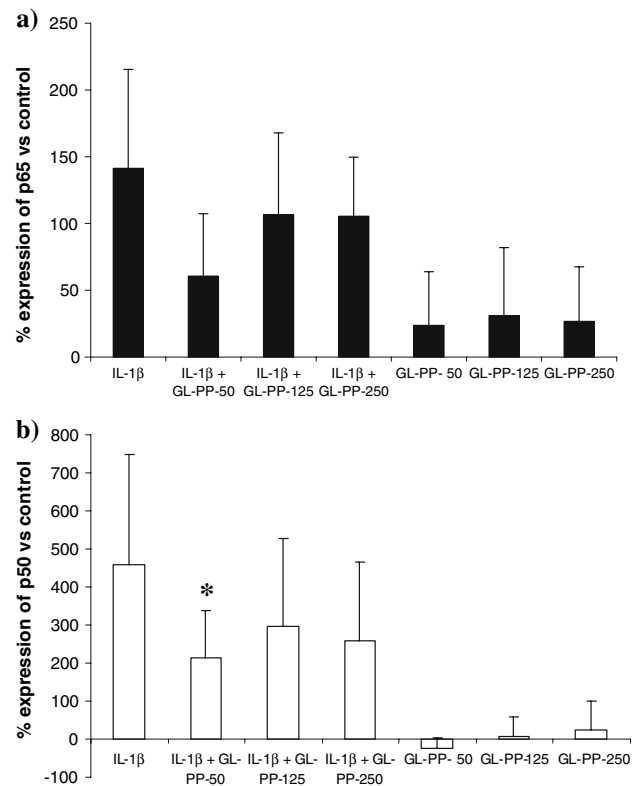 a)
% expression of p65 vs control
250
200
150
100
50
0
IL-1β
IL-1β +
GL-PP-50
IL-1β +
GL-PP-125
IL-1β +
GL-PP-250
GL-PP- 50
GL-PP-125
GL-PP-250
b)
% expression of p50 vs control
800
700
600
500
400
300
200
100
0
-100
*
IL-1β
IL-1β + GL-
PP-50
IL-1β + GL-
PP-125
IL-1β + GL-
PP-250
GL-PP- 50
GL-PP-125
GL-PP-250